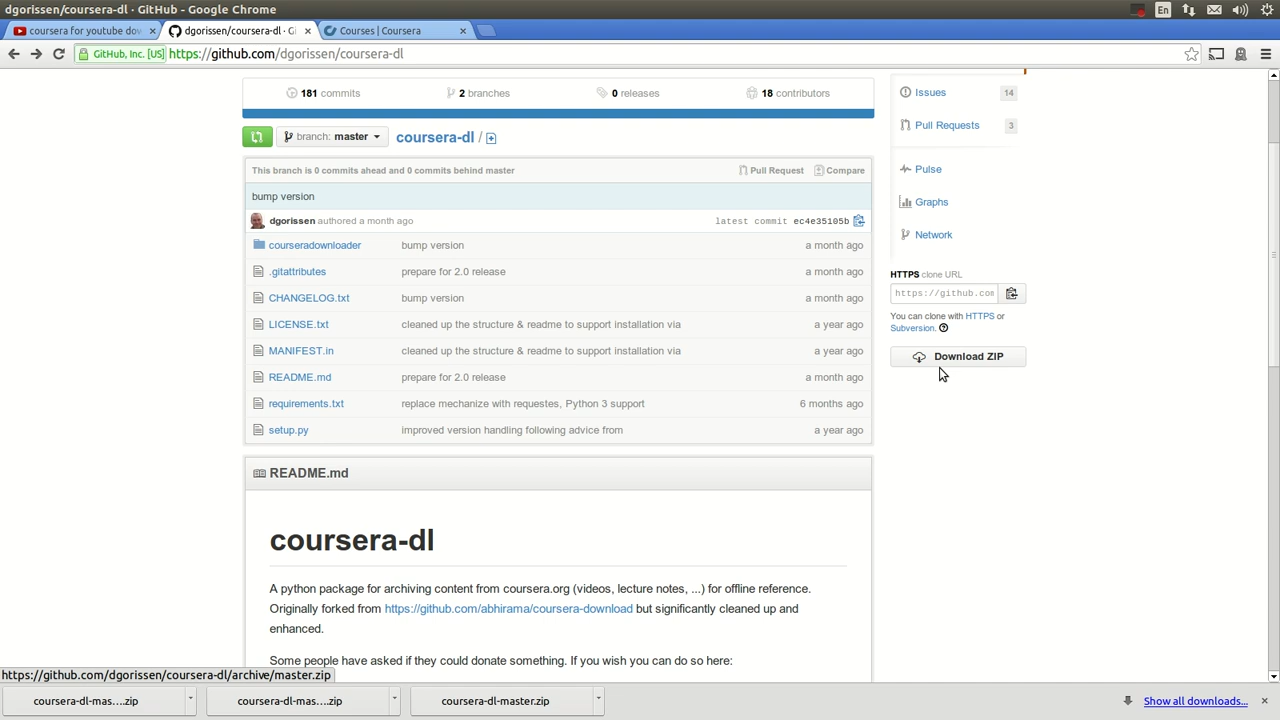 dgorissen/coursera-dl · GitHub - Google Chrome
En
coursera for youtube dow
dgorissen/coursera-dl · G
Courses | Coursera
GitHub, Inc. [US]
https://github.com/dgorissen/coursera-dl
181 commits
2 branches
0 releases
18 contributors
Issues 14
Pull Requests 3
Pulse
Graphs
Network
HTTPS clone URL
https://github.com
You can clone with HTTPS or
Subversion.
Download ZIP
branch: master
coursera-dl /
This branch is 0 commits ahead and 0 commits behind master
Pull Request
Compare
bump version
dgorissen authored a month ago
latest commit ec4e35105b
courseradownloader bump version a month ago
.gitattributes prepare for 2.0 release a month ago
CHANGELOG.txt bump version a month ago
LICENSE.txt cleaned up the structure & readme to support installation via a year ago
MANIFEST.in cleaned up the structure & readme to support installation via a year ago
README.md prepare for 2.0 release a month ago
requirements.txt replace mechanize with requestes, Python 3 support 6 months ago
setup.py improved version handling following advice from a year ago
README.md
coursera-dl
A python package for archiving content from coursera.org (videos, lecture notes, ...) for offline reference.
Originally forked from https://github.com/abhirama/coursera-download but significantly cleaned up and
enhanced.
Some people have asked if they could donate something. If you wish you can do so here:
https://github.com/dgorissen/coursera-dl/archive/master.zip
coursera-dl-mas....zip
coursera-dl-mas....zip
coursera-dl-master.zip
Show all downloads...